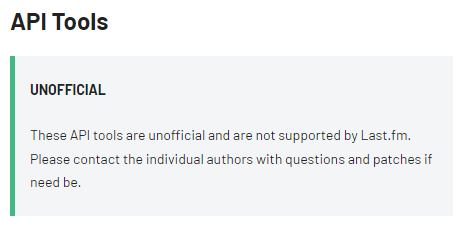 API Tools
UNOFFICIAL
These API tools are unofficial and are not supported by Last.fm.
Please contact the individual authors with questions and patches if
need be.